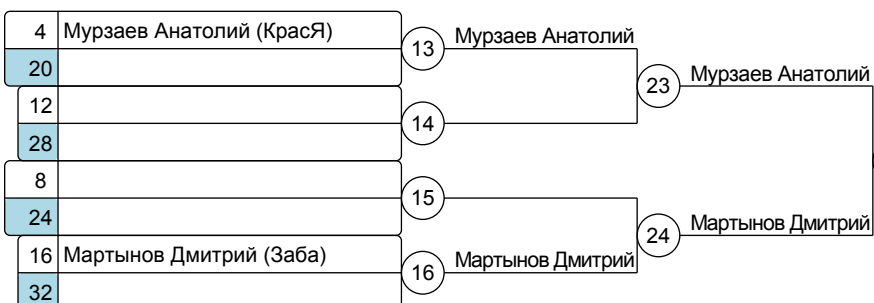 4 Мурзаев Анатолий (КрасЯ)
13 Мурзаев Анатолий
20
23 Мурзаев Анатолий
12
14
28
8
15
24
24 Мартынов Дмитрий
16 Мартынов Дмитрий (Заба)
16 Мартынов Дмитрий
32